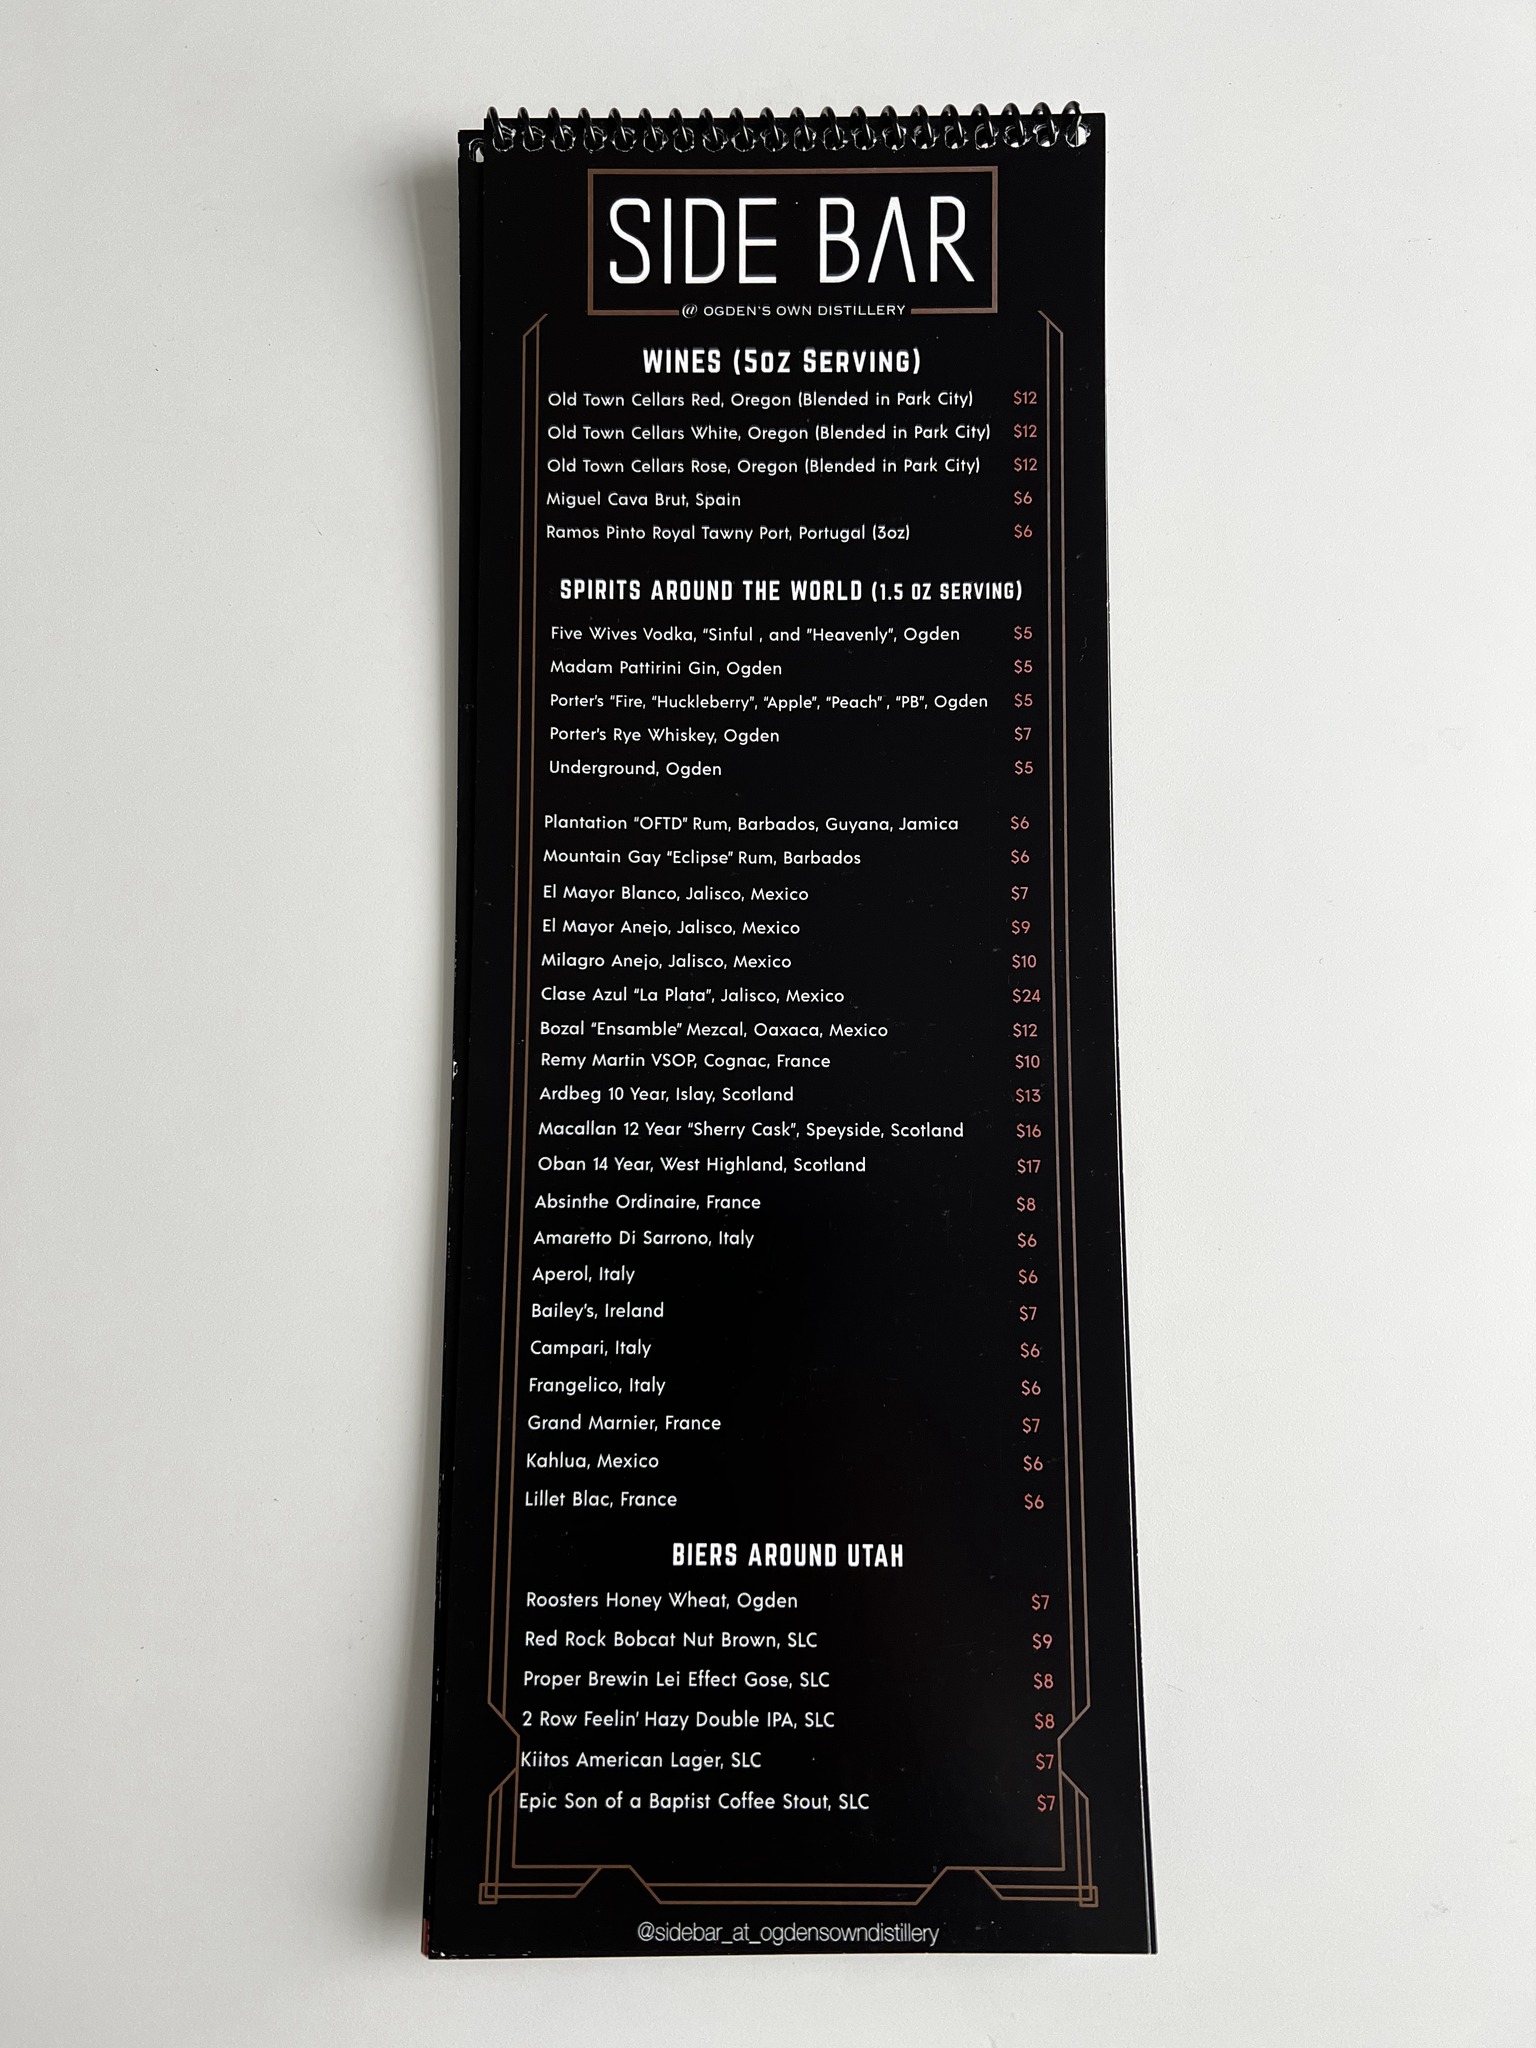 SIDE BAR
@ OGDEN'S OWN DISTILLERY
WINES (5OZ SERVING)
Old Town Cellars Red, Oregon (Blended in Park City) $12
Old Town Cellars White, Oregon (Blended in Park City) $12
Old Town Cellars Rose, Oregon (Blended in Park City) $12
Miguel Cava Brut, Spain $6
Ramos Pinto Royal Tawny Port, Portugal (3oz) $6
SPIRITS AROUND THE WORLD (1.5 OZ SERVING)
Five Wives Vodka, "Sinful , and "Heavenly", Ogden $5
Madam Pattirini Gin, Ogden $5
Porter's "Fire, "Huckleberry", "Apple", "Peach" , "PB", Ogden $5
Porter's Rye Whiskey, Ogden $7
Underground, Ogden $5
Plantation "OFTD" Rum, Barbados, Guyana, Jamica $6
Mountain Gay "Eclipse" Rum, Barbados $6
El Mayor Blanco, Jalisco, Mexico $7
El Mayor Anejo, Jalisco, Mexico $9
Milagro Anejo, Jalisco, Mexico $10
Clase Azul "La Plata", Jalisco, Mexico $24
Bozal "Ensamble" Mezcal, Oaxaca, Mexico $12
Remy Martin VSOP, Cognac, France $10
Ardbeg 10 Year, Islay, Scotland $13
Macallan 12 Year "Sherry Cask", Speyside, Scotland $16
Oban 14 Year, West Highland, Scotland $17
Absinthe Ordinaire, France $8
Amaretto Di Sarrono, Italy $6
Aperol, Italy $6
Bailey's, Ireland $7
Campari, Italy $6
Frangelico, Italy $6
Grand Marnier, France $7
Kahlua, Mexico $6
Lillet Blac, France $6
BIERS AROUND UTAH
Roosters Honey Wheat, Ogden $7
Red Rock Bobcat Nut Brown, SLC $9
Proper Brewin Lei Effect Gose, SLC $8
2 Row Feelin' Hazy Double IPA, SLC $8
Kiitos American Lager, SLC $7
Epic Son of a Baptist Coffee Stout, SLC $7
@sidebar_at_ogdensowndistillery